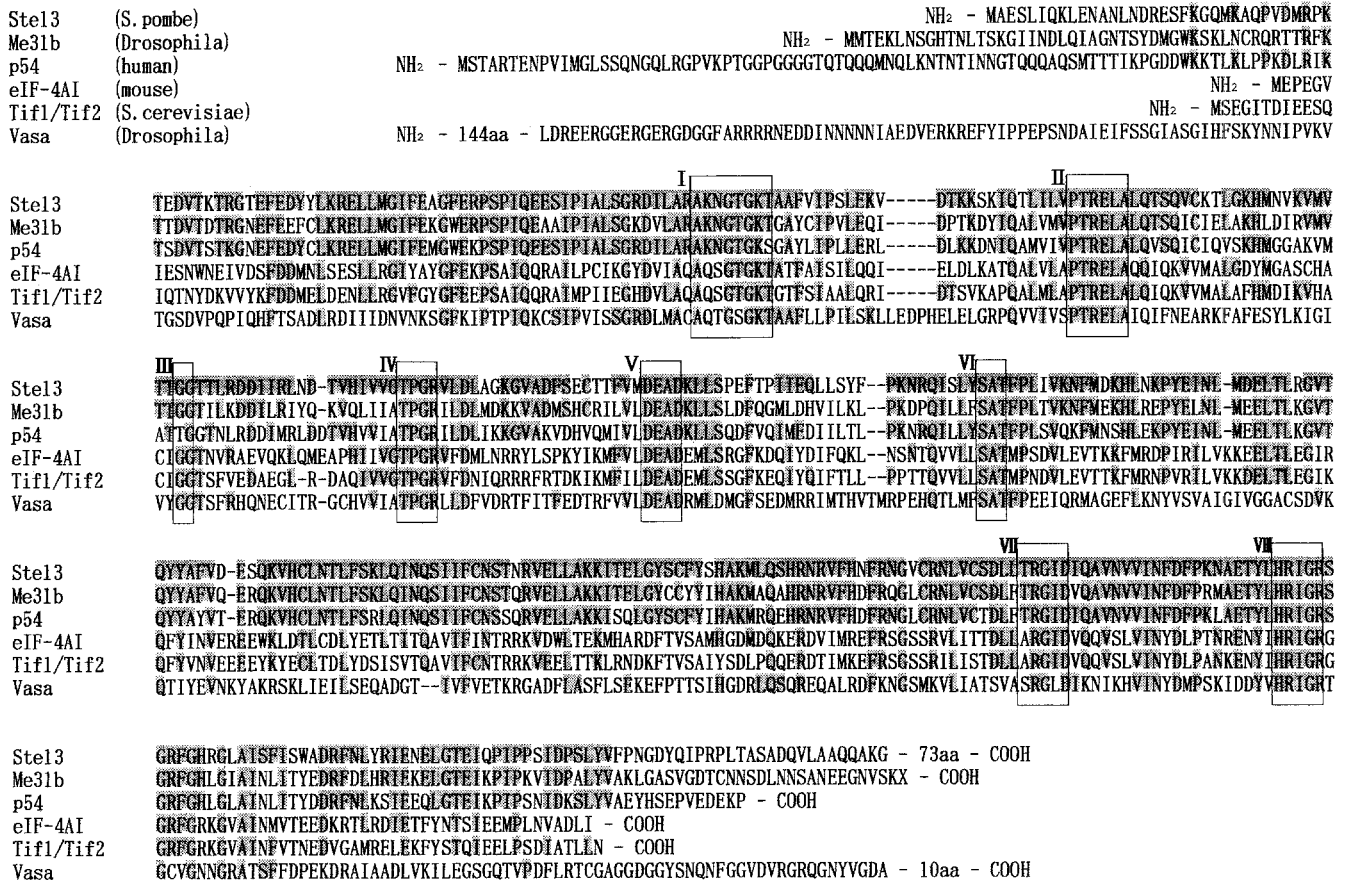 Ste13 (S. pombe) NH2 - MAESLIQKLENANLNDRESFKGQMKAQPVDMRPK
Me31b (Drosophila) NH2 - MMTEKLNSGHTNLTSKGIINDLQIAGNTSYDMGWKSKLNCRQRTTRFK
p54 (human) NH2 - MSTARTENPVIMGLSSQNGQLRGPVKPTGGPGGGGTQTQQQMNQLKNTNTINNGTQQQAQSMTTTIKPGDDWKKTLKLPPKDLRIK
eIF-4AI (mouse) NH2 - MEPEGV
Tif1/Tif2 (S. cerevisiae) NH2 - MSEGITDIEESQ
Vasa (Drosophila) NH2 - 144aa - LDREERGGERGERGDGGFARRRRNEDDINNNNNIAEDVERKREFYIPPEPSNDAIEIFSSGIASGIHFSKYNNIPVKV
I II
Ste13 TEDVTKTRGTEFEDYYLKRELLMGIFEAGFERPSPIQEESIPIALSGRDILARAKNGTGKTAAFVIPSLEKV-----DTKKSKIQTLILVPTRELALQTSQVCKTLGKHMNVKVMV
Me31b TTDVTDTRGNEFEEFCLKRELLMGIFEKGWERPSPIQEAAIPIALSGKDVLARAKNGTGKTGAYCIPVLEQI-----DPTKDYIQALVMVPTRELALQTSQICIELAKHLDIRVMV
p54 TSDVTSTKGNEFEDYCLKRELLMGIFEMGWEKPSPIQEESIPIALSGRDILARAKNGTGKSGAYLIPLLERL-----DLKKDNIQAMVIVPTRELALQVSQICIQVSKHMGGAKVM
eIF-4AI IESNWNEIVDSFDDMNLSESLLRGIYAYGFEKPSAIQQRAILPCIKGYDVIAQAQSGTGKTATFAISILQQI-----ELDLKATQALVLAPTRELAQQIQKVVMALGDYMGASCHA
Tif1/Tif2 IQTNYDKVVYKFDDMELDENLLRGVFGYGFEEPSAIQQRAIMPIIEGHDVLAQAQSGTGKTGTFSIAALQRI-----DTSVKAPQALMLAPTRELALQIQKVVMALAFHMDIKVHA
Vasa TGSDVPQPIQHFTSADLRDIIIDNVNKSGFKIPTPIQKCSIPVISSGRDLMACAQTGSGKTAAFLLPILSKLLEDPHELELGRPQVVIVSPTRELAIQIFNEARKFAFESYLKIGI
III IV V VI
Ste13 TTGGTTLRDDIIRLND-TVHIVVGTPGRVLDLAGKGVADFSECTTFVMDEADKLLSPEFTPIIEQLLSYF--PKNRQISLYSATFPLIVKNFMDKHLNKPYEINL-MDELTLRGVT
Me31b TTGGTILKDDILRIYQ-KVQLIIATPGRILDLMDKKVADMSHCRILVLDEADKLLSLDFQGMLDHVILKL--PKDPQILLFSATFPLTVKNFMEKHLREPYELNL-MEELTLKGVT
p54 ATTGGTNLRDDIMRLDDTVHVVIATPGRILDLIKKGVAKVDHVQMIVLDEADKLLSQDFVQIMEDIILTL--PKNRQILLYSATFPLSVQKFMNSHLEKPYEINL-MEELTLKGVT
eIF-4AI CIGGTNVRAEVQKLQMEAPHIIVGTPGRVFDMLNRRYLSPKYIKMFVLDEADEMLSRGFKDQIYDIFQKL--NSNTQVVLLSATMPSDVLEVTKKFMRDPIRILVKKEELTLEGIR
Tif1/Tif2 CIGGTSFVEDAEGL-R-DAQIVVGTPGRVFDNIQRRRFRTDKIKMFILDEADEMLSSGFKEQIYQIFTLL--PPTTQVVLLSATMPNDVLEVTTKFMRNPVRILVKKDELTLEGIK
Vasa VYGGTSFRHQNECITR-GCHVVIATPGRLLDFVDRTFITFEDTRFVVLDEADRMLDMGFSEDMRRIMTHVTMRPEHQTLMFSATFPEEIQRMAGEFLKNYVSVAIGIVGGACSDVK
VII VIII
Ste13 QYYAFVD-ESQKVHCLNTLFSKLQINQSIIFCNSTNRVELLAKKITELGYSCFYSHAKMLQSHRNRVFHNFRNGVCRNLVCSDLLTRGIDIQAVNVVINFDFPKNAETYLHRIGRS
Me31b QYYAFVQ-ERQKVHCLNTLFSKLQINQSIIFCNSTQRVELLAKKITELGYCCYYIHAKMAQAHRNRVFHDFRQGLCRNLVCSDLFTRGIDVQAVNVVINFDFPRMAETYLHRIGRS
p54 QYYAYVT-ERQKVHCLNTLFSRLQINQSIIFCNSSQRVELLAKKISQLGYSCFYIHAKMRQEHRNRVFHDFRNGLCRNLVCTDLFTRGIDIQAVNVVINFDFPKLAETYLHRIGRS
eIF-4AI QFYINVEREEWKLDTLCDLYETLTITQAVIFINTRRKVDWLTEKMHARDFTVSAMHGDMDQKERDVIMREFRSGSSRVLITTDLLARGIDVQQVSLVINYDLPTNRENYIHRIGRG
Tif1/Tif2 QFYVNVEEEEYKYECLTDLYDSISVTQAVIFCNTRRKVEELTTKLRNDKFTVSAIYSDLPQQERDTIMKEFRSGSSRILISTDLLARGIDVQQVSLVINYDLPANKENYIHRIGRG
Vasa QTIYEVNKYAKRSKLIEILSEQADGT--IVFVETKRGADFLASFLSEKEFPTTSIHGDRLQSQREQALRDFKNGSMKVLIATSVASRGLDIKNIKHVINYDMPSKIDDYVHRIGRT
Ste13 GRFGHRGLAISFISWADRFNLYRIENELGTEIQPIPPSIDPSLYVFPNGDYQIPRPLTASADQVLAAQQAKG - 73aa - COOH
Me31b GRFGHLGIAINLITYEDRFDLHRIEKELGTEIKPIPKVIDPALYVAKLGASVGDTCNNSDLNNSANEEGNVSKX - COOH
p54 GRFGHLGLAINLITYDDRFNLKSIEEQLGTEIKPIPSNIDKSLYVAEYHSEPVEDEKP - COOH
eIF-4AI GRFGRKGVAINMVTEEDKRTLRDIETFYNTSIEEMPLNVADLI - COOH
Tif1/Tif2 GRFGRKGVAINFVTNEDVGAMRELEKFYSTQIEELPSDIATLLN - COOH
Vasa GCVGNNGRATSFFDPEKDRAIAADLVKILEGSGQTVPDFLRTCGAGGDGGYSNQNFGGVDVRGRQGNYVGDA - 10aa - COOH